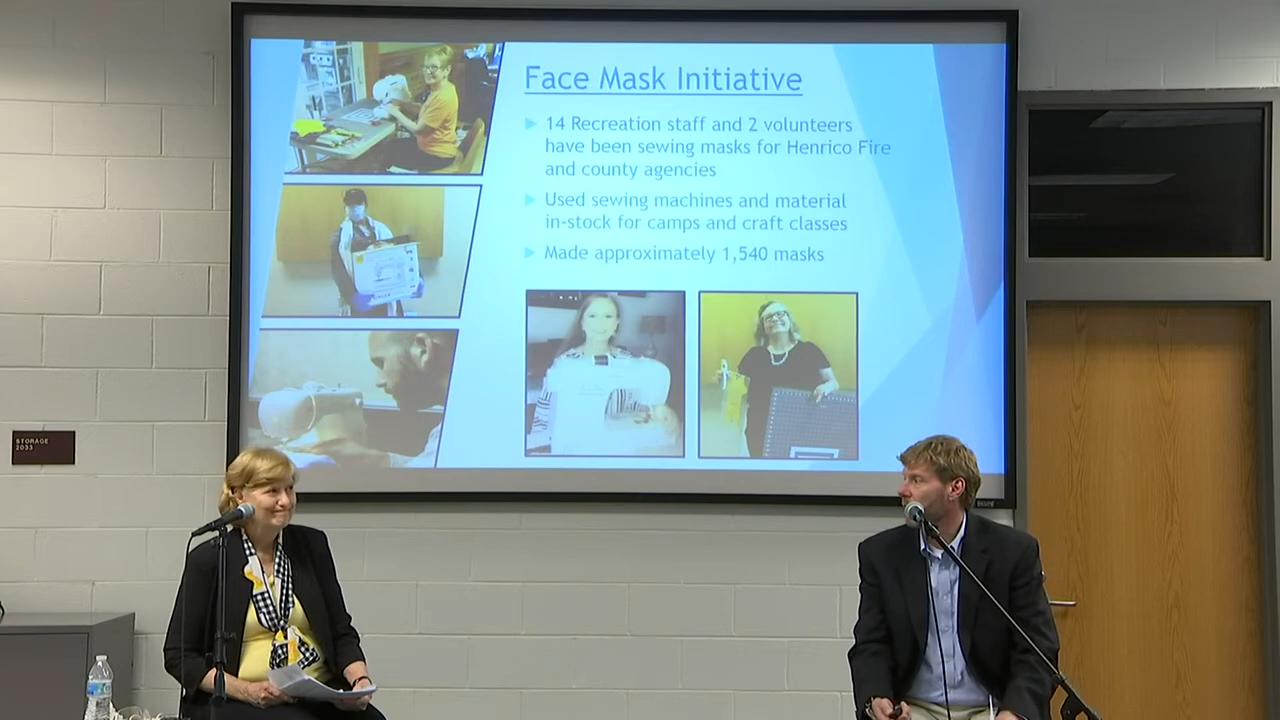 Face Mask Initiative
14 Recreation staff and 2 volunteers
have been sewing masks for Henrico Fire
and county agencies
Used sewing machines and material
in-stock for camps and craft classes
Made approximately 1,540 masks
STORAGE
2033